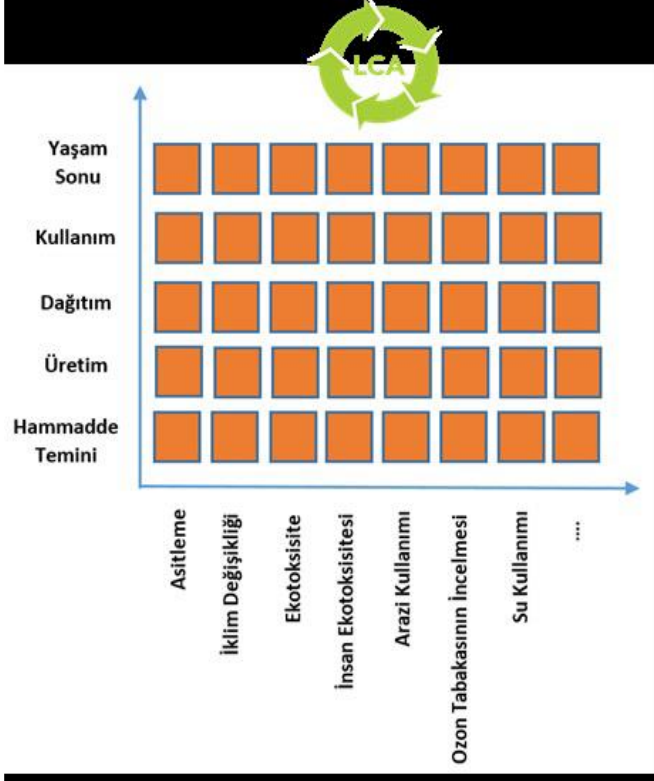 LCA
Yaşam
Sonu
Kullanım
Dağıtım
Üretim
Hammadde
Temini
Asitleme
İklim Değişikliği
Ekotoksisite
İnsan Ekotoksisitesi
Arazi Kullanımı
Ozon Tabakasının İncelmesi
Su Kullanımı
....